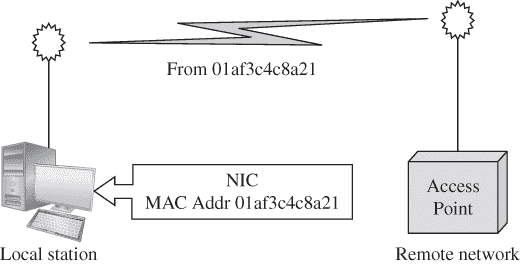 From 01af3c4c8a21
NIC
MAC Addr 01af3c4c8a21
Access
Point
Local station
Remote network